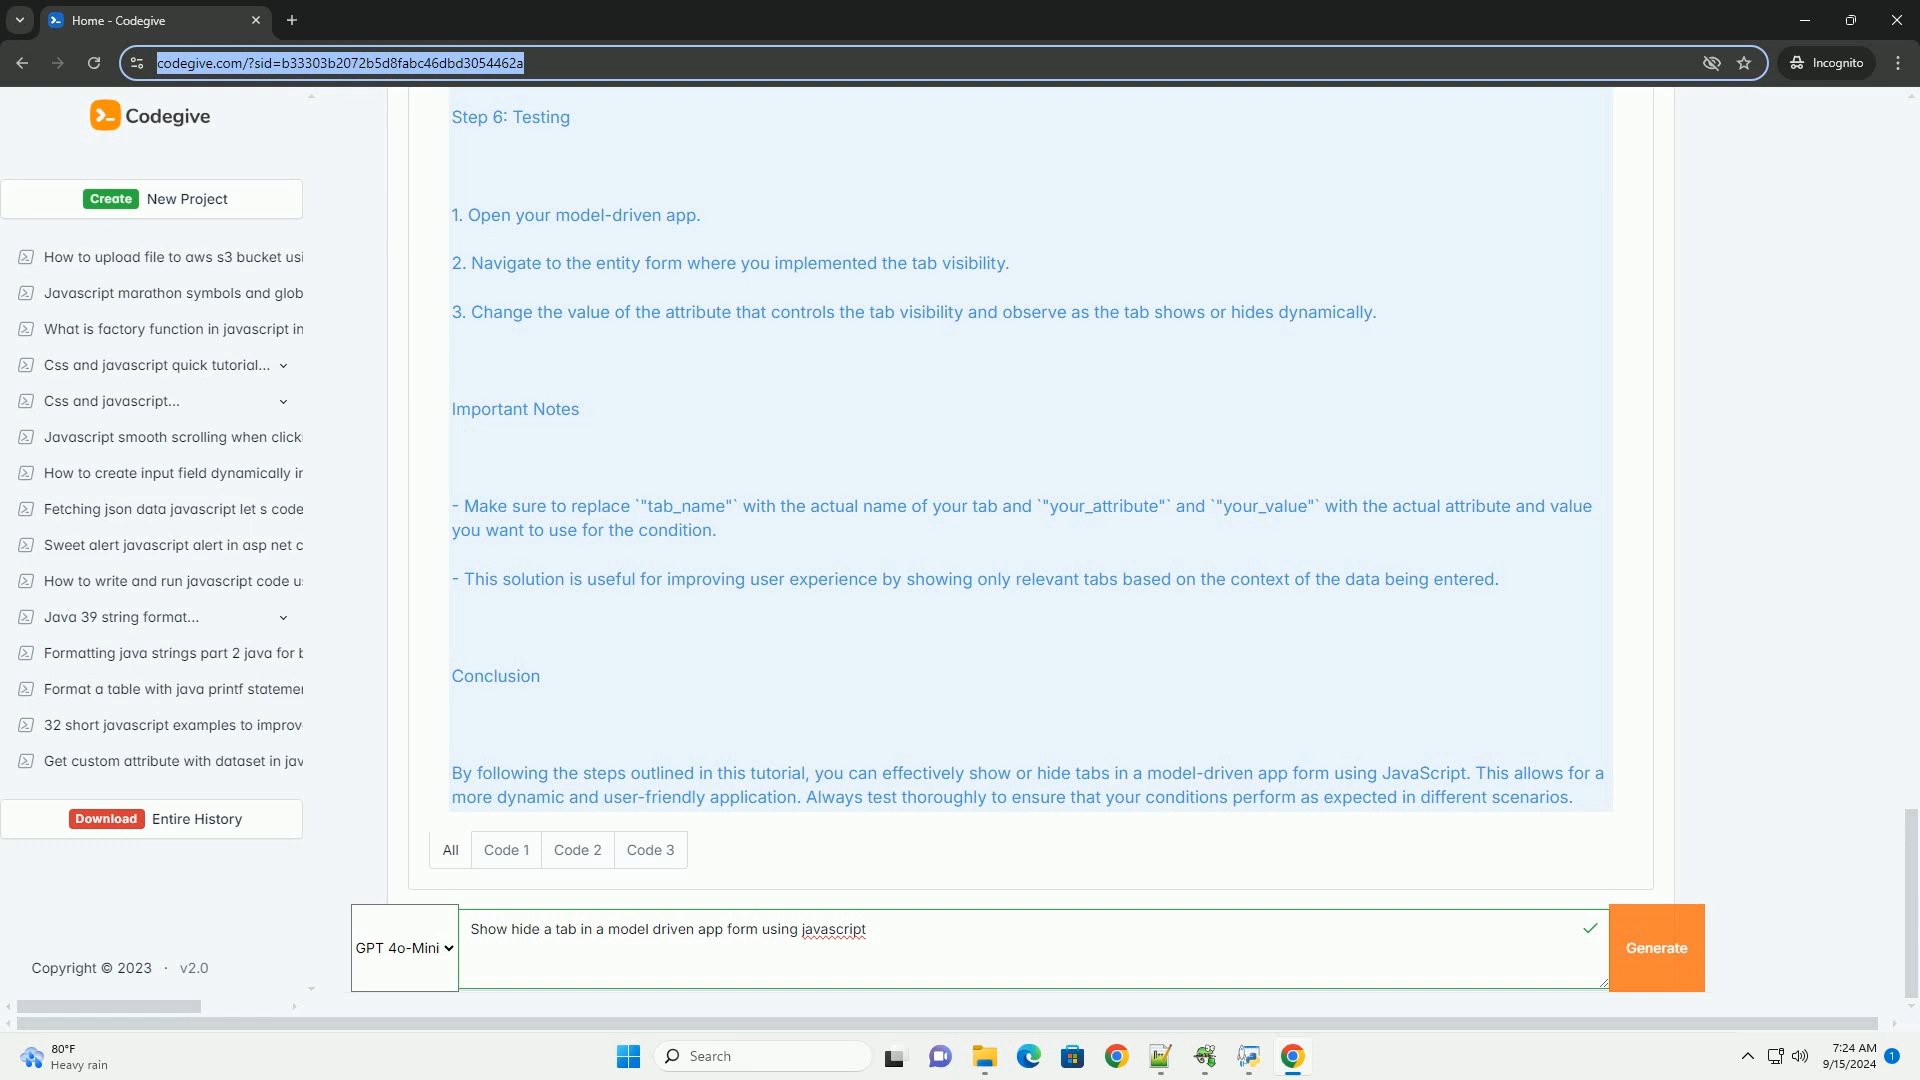 Home - Codegive
codegive.com/?sid=b33303b2072b5d8fabc46dbd3054462a
Incognito
Codegive
Create New Project
How to upload file to aws s3 bucket usi
Javascript marathon symbols and glob
What is factory function in javascript in
Css and javascript quick tutorial...
Css and javascript...
Javascript smooth scrolling when click
How to create input field dynamically in
Fetching json data javascript let s code
Sweet alert javascript alert in asp net c
How to write and run javascript code us
Java 39 string format...
Formatting java strings part 2 java for b
Format a table with java printf statemen
32 short javascript examples to improv
Get custom attribute with dataset in jav
Download Entire History
Copyright © 2023 · v2.0
Step 6: Testing
1. Open your model-driven app.
2. Navigate to the entity form where you implemented the tab visibility.
3. Change the value of the attribute that controls the tab visibility and observe as the tab shows or hides dynamically.
Important Notes
- Make sure to replace `"tab_name"` with the actual name of your tab and `"your_attribute"` and `"your_value"` with the actual attribute and value
you want to use for the condition.
- This solution is useful for improving user experience by showing only relevant tabs based on the context of the data being entered.
Conclusion
By following the steps outlined in this tutorial, you can effectively show or hide tabs in a model-driven app form using JavaScript. This allows for a
more dynamic and user-friendly application. Always test thoroughly to ensure that your conditions perform as expected in different scenarios.
All Code 1 Code 2 Code 3
GPT 4o-Mini
Show hide a tab in a model driven app form using javascript
Generate
80°F
Heavy rain
Search
7:24 AM
9/15/2024
1